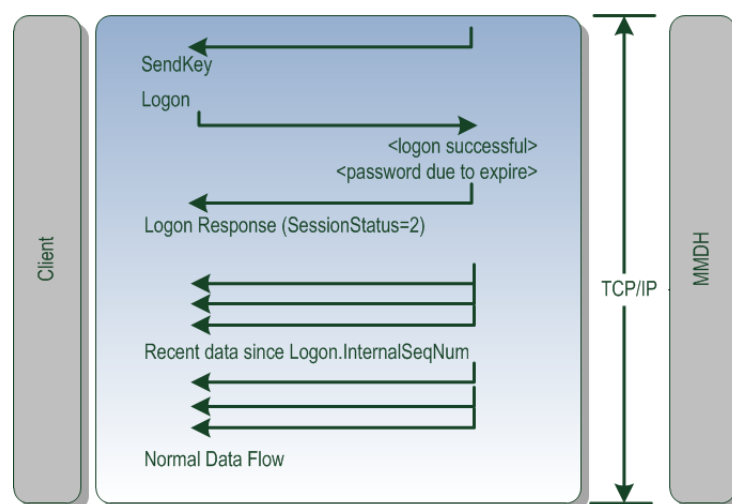 SendKey
Logon
<logon successful>
<password due to expire>
Logon Response (SessionStatus=2)
Client
TCP/IP
MMDH
Recent data since Logon.InternalSeqNum
Normal Data Flow